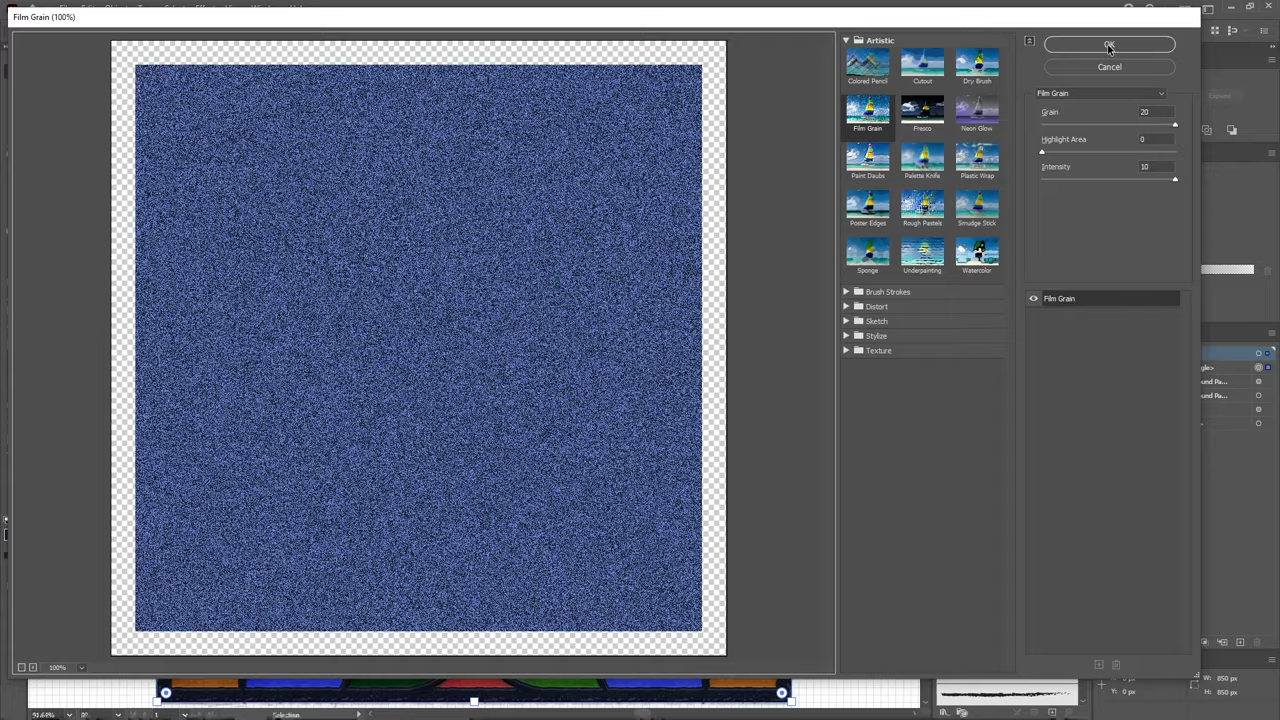 Film Grain (100%)
Artistic
OK
Cancel
Colored Pencil
Cutout
Dry Brush
Film Grain
Fresco
Neon Glow
Paint Daubs
Palette Knife
Plastic Wrap
Poster Edges
Rough Pastels
Smudge Stick
Sponge
Underpainting
Watercolor
Brush Strokes
Distort
Sketch
Stylize
Texture
Film Grain
Grain 20
Highlight Area 0
Intensity 10
Film Grain
100%
Selection
Y: 0 px
W: 850 px
H: 850 px